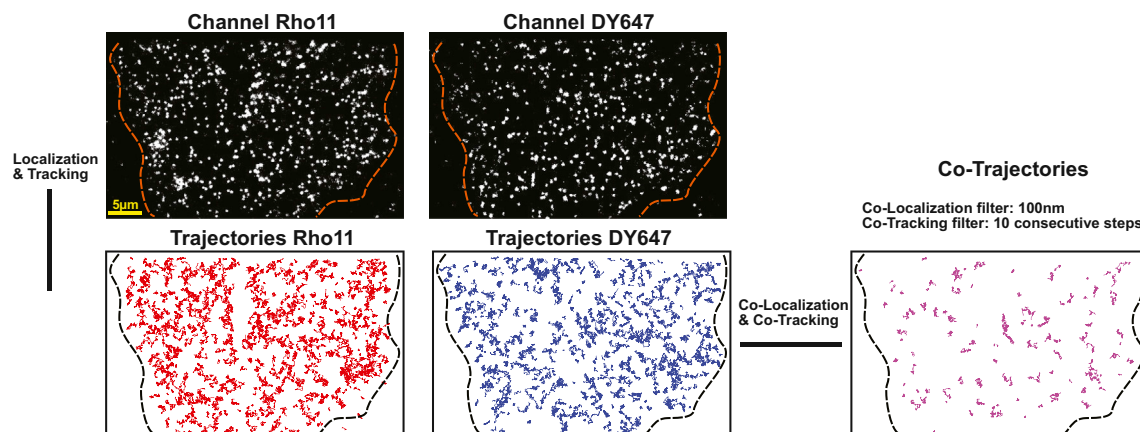 Channel Rho11
Channel DY647
Localization
& Tracking
5µm
Co-Trajectories
Co-Localization filter: 100nm
Co-Tracking filter: 10 consecutive steps
Trajectories Rho11
Trajectories DY647
Co-Localization
& Co-Tracking